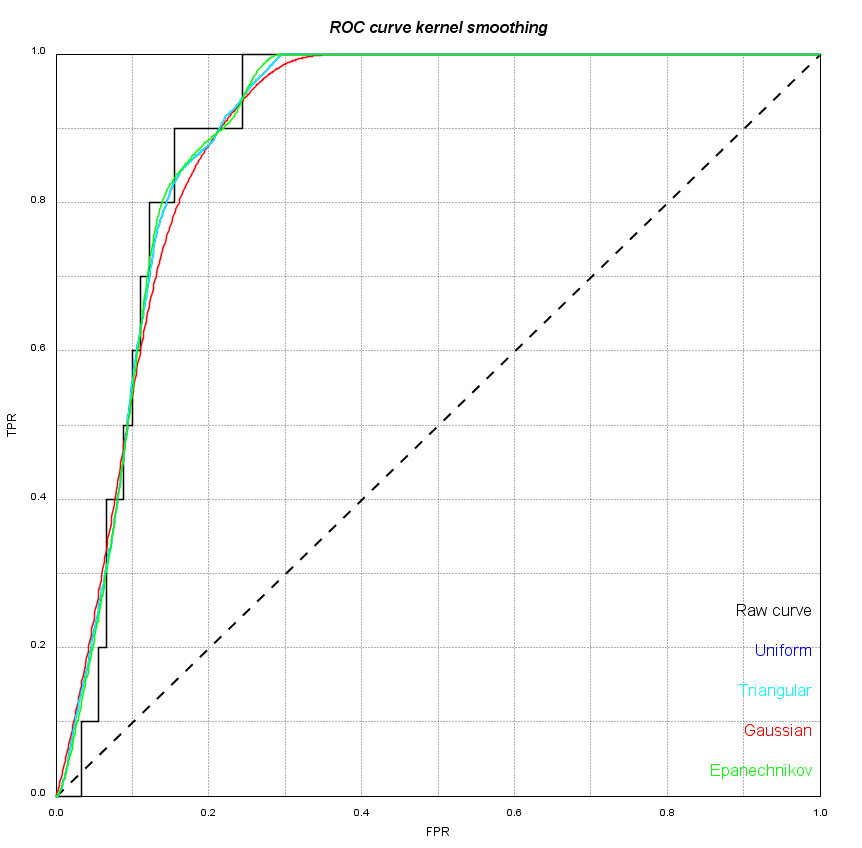 ROC curve kernel smoothing
1.0
0.8
0.6
TPR
0.4
0.2
0.0
Raw curve
Uniform
Triangular
Gaussian
Epanechnikov
0.0 0.2 0.4 0.6 0.8 1.0
FPR